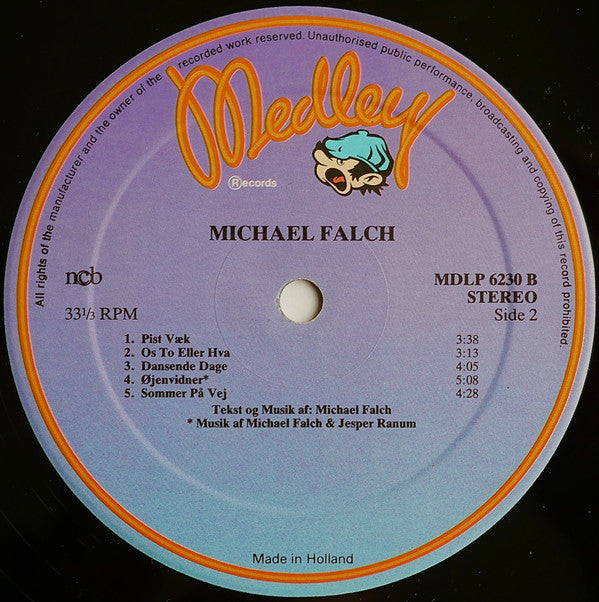 All rights of the manufacturer and the owner of the recorded work reserved. Unauthorised public performance, broadcasting and copying of this record prohibited.
Medley
®ecords
MICHAEL FALCH
ncb
MDLP 6230 B
STEREO
33⅓ RPM
Side 2
1. Pist Væk 3:38
2. Os To Eller Hva 3:13
3. Dansende Dage 4:05
4. Øjenvidner* 5:08
5. Sommer På Vej 4:28
Tekst og Musik af: Michael Falch
* Musik af Michael Falch & Jesper Ranum
Made in Holland